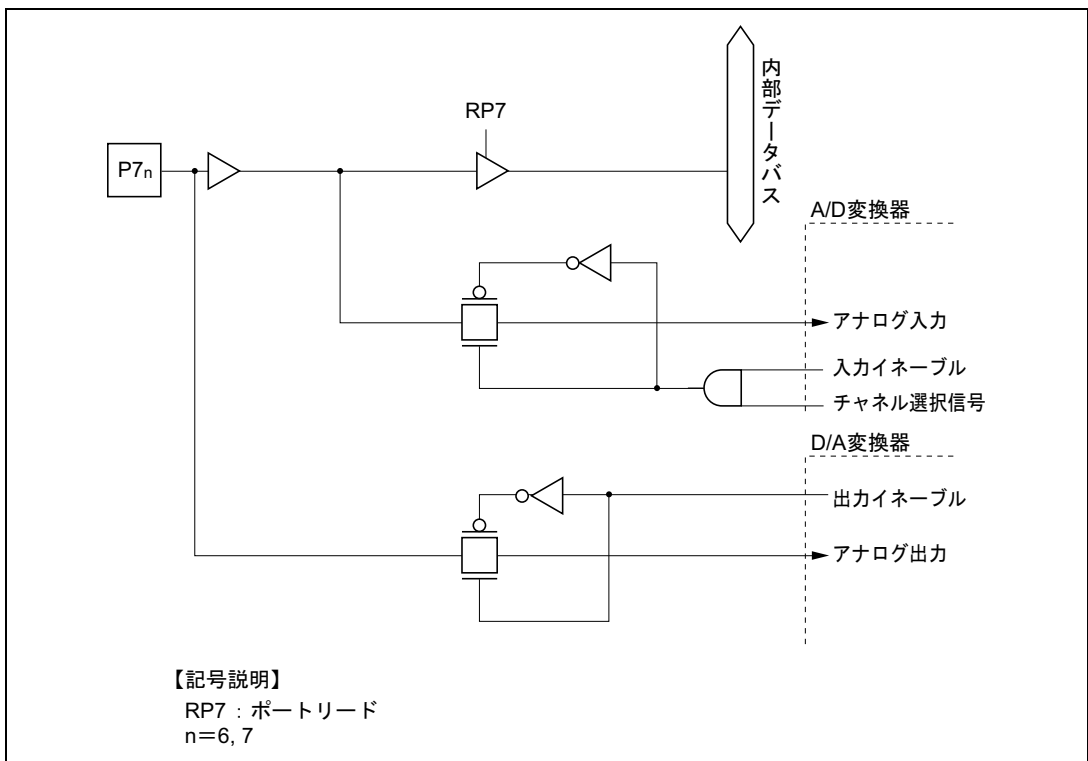 RP7
P7n
内部データバス
A/D変換器
アナログ入力
入力イネーブル
チャネル選択信号
D/A変換器
出力イネーブル
アナログ出力
【記号説明】
RP7 : ポートリード
n=6, 7